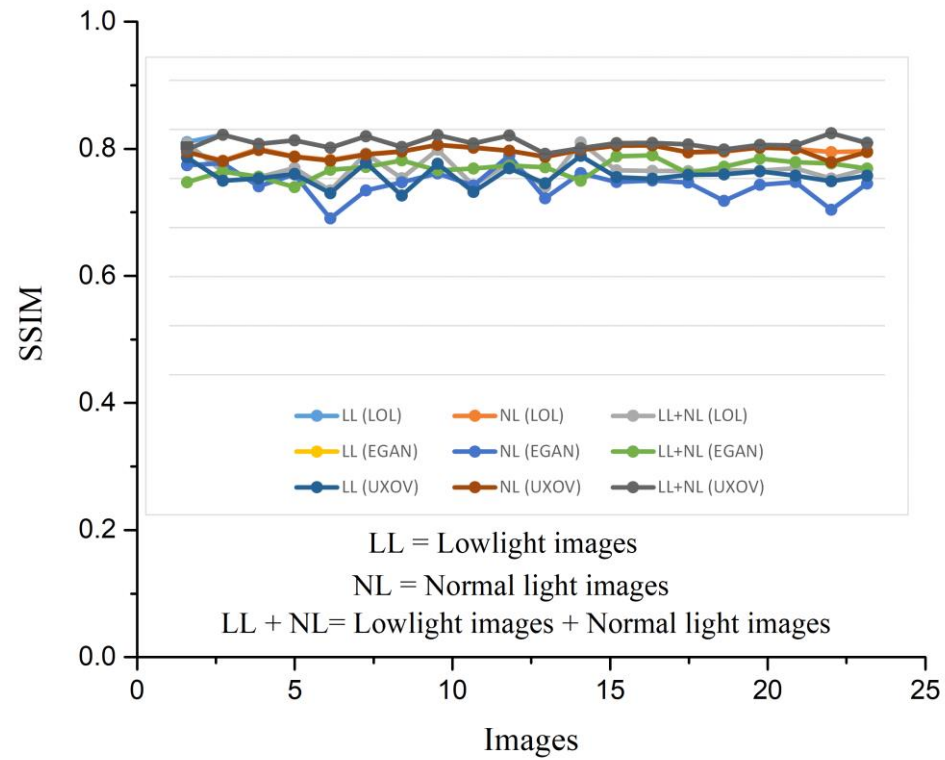 1.0
0.8
0.6
0.4
0.2
0.0
SSIM
LL (LOL) NL (LOL) LL+NL (LOL)
LL (EGAN) NL (EGAN) LL+NL (EGAN)
LL (UXOV) NL (UXOV) LL+NL (UXOV)
LL = Lowlight images
NL = Normal light images
LL + NL= Lowlight images + Normal light images
0 5 10 15 20 25
Images